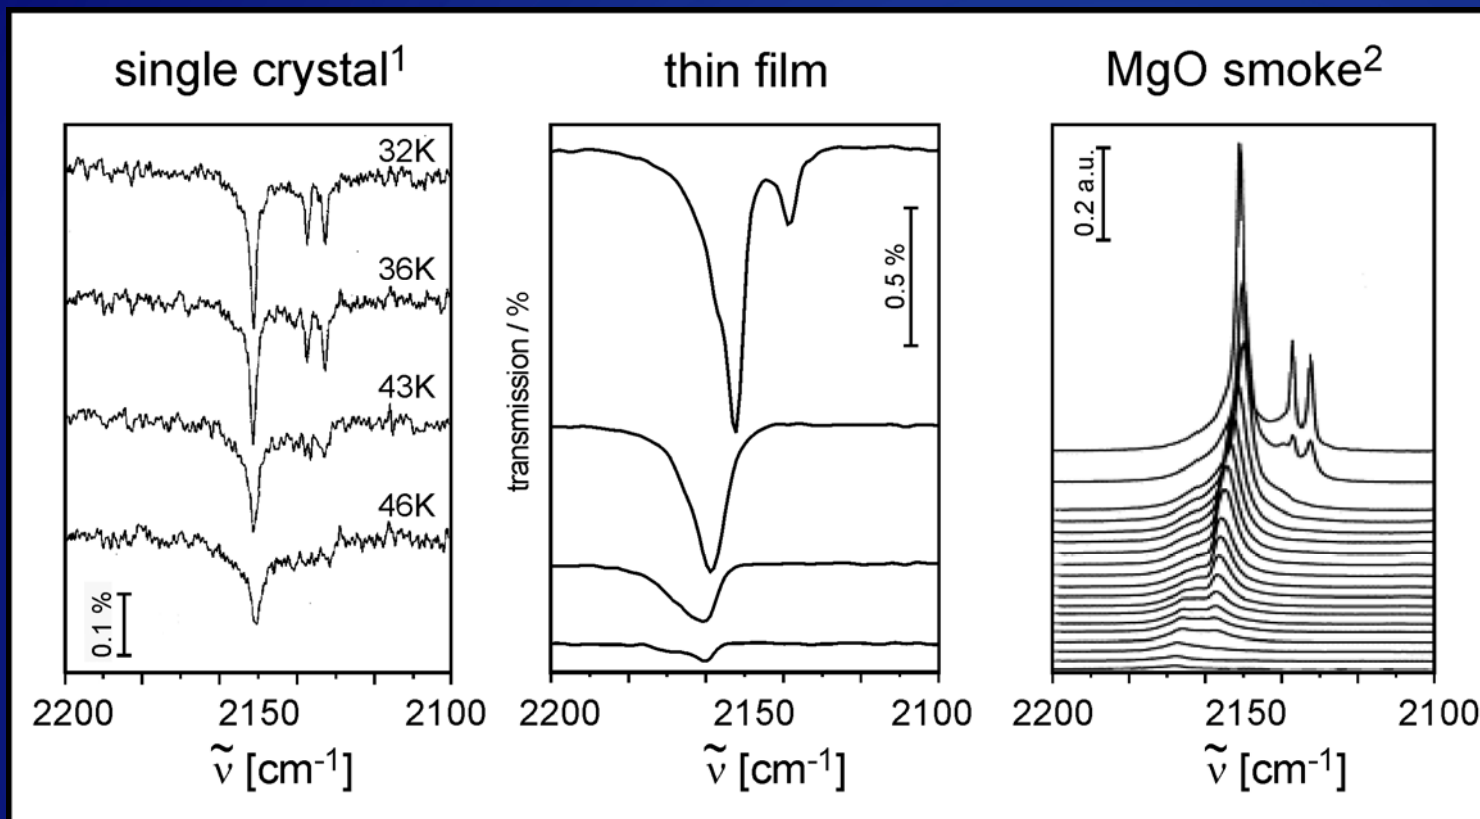 single crystal¹
32K
36K
43K
46K
0.1 %
2200 2150 2100
ν̃ [cm⁻¹]
thin film
transmission / %
0.5 %
2200 2150 2100
ν̃ [cm⁻¹]
MgO smoke²
0.2 a.u.
2200 2150 2100
ν̃ [cm⁻¹]